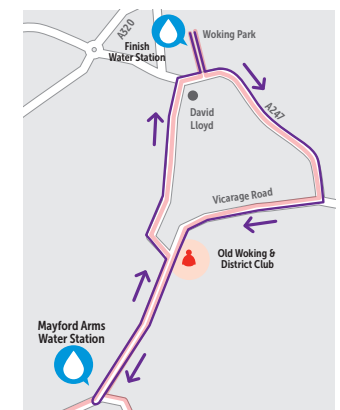 A320
Finish
Water Station
Woking Park
David
Lloyd
A247
Vicarage Road
Old Woking &
District Club
Mayford Arms
Water Station